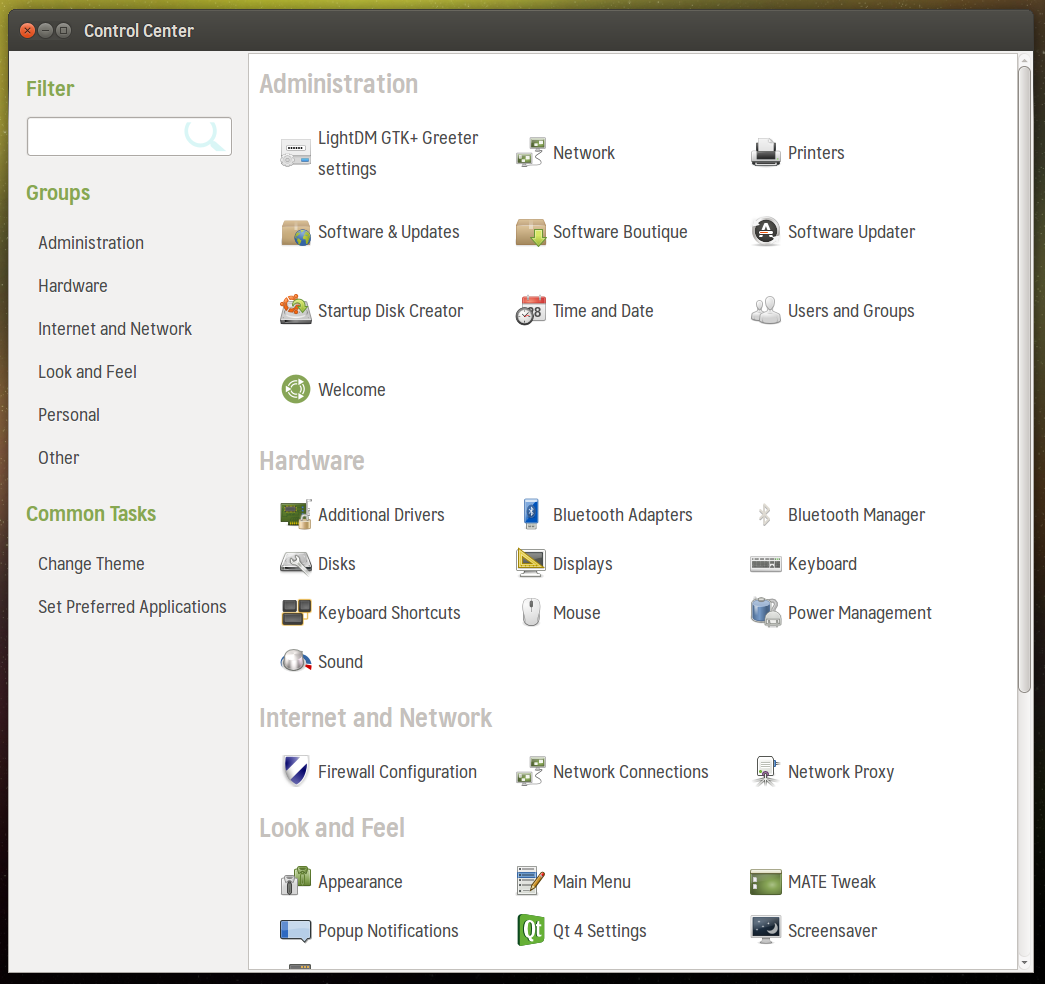 Control Center
Filter
Groups
Administration
Hardware
Internet and Network
Look and Feel
Personal
Other
Common Tasks
Change Theme
Set Preferred Applications
Administration
LightDM GTK+ Greeter
settings
Network
Printers
Software & Updates
Software Boutique
Software Updater
Startup Disk Creator
38
Time and Date
Users and Groups
Welcome
Hardware
Additional Drivers
Bluetooth Adapters
Bluetooth Manager
Disks
Displays
Keyboard
Keyboard Shortcuts
Mouse
Power Management
Sound
Internet and Network
Firewall Configuration
Network Connections
Network Proxy
Look and Feel
Appearance
Main Menu
MATE Tweak
Popup Notifications
Qt
Qt 4 Settings
Screensaver